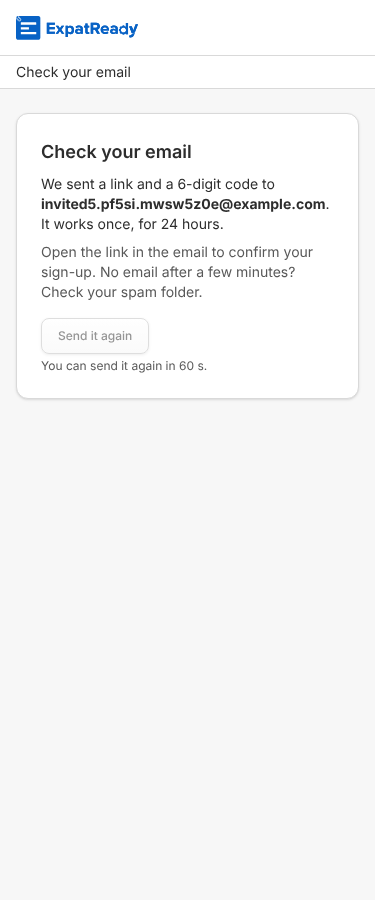 ExpatReady
Check your email
Check your email
We sent a link and a 6-digit code to
invited5.pf5si.mwsw5z0e@example.com.
It works once, for 24 hours.
Open the link in the email to confirm your
sign-up. No email after a few minutes?
Check your spam folder.
Send it again
You can send it again in 60 s.